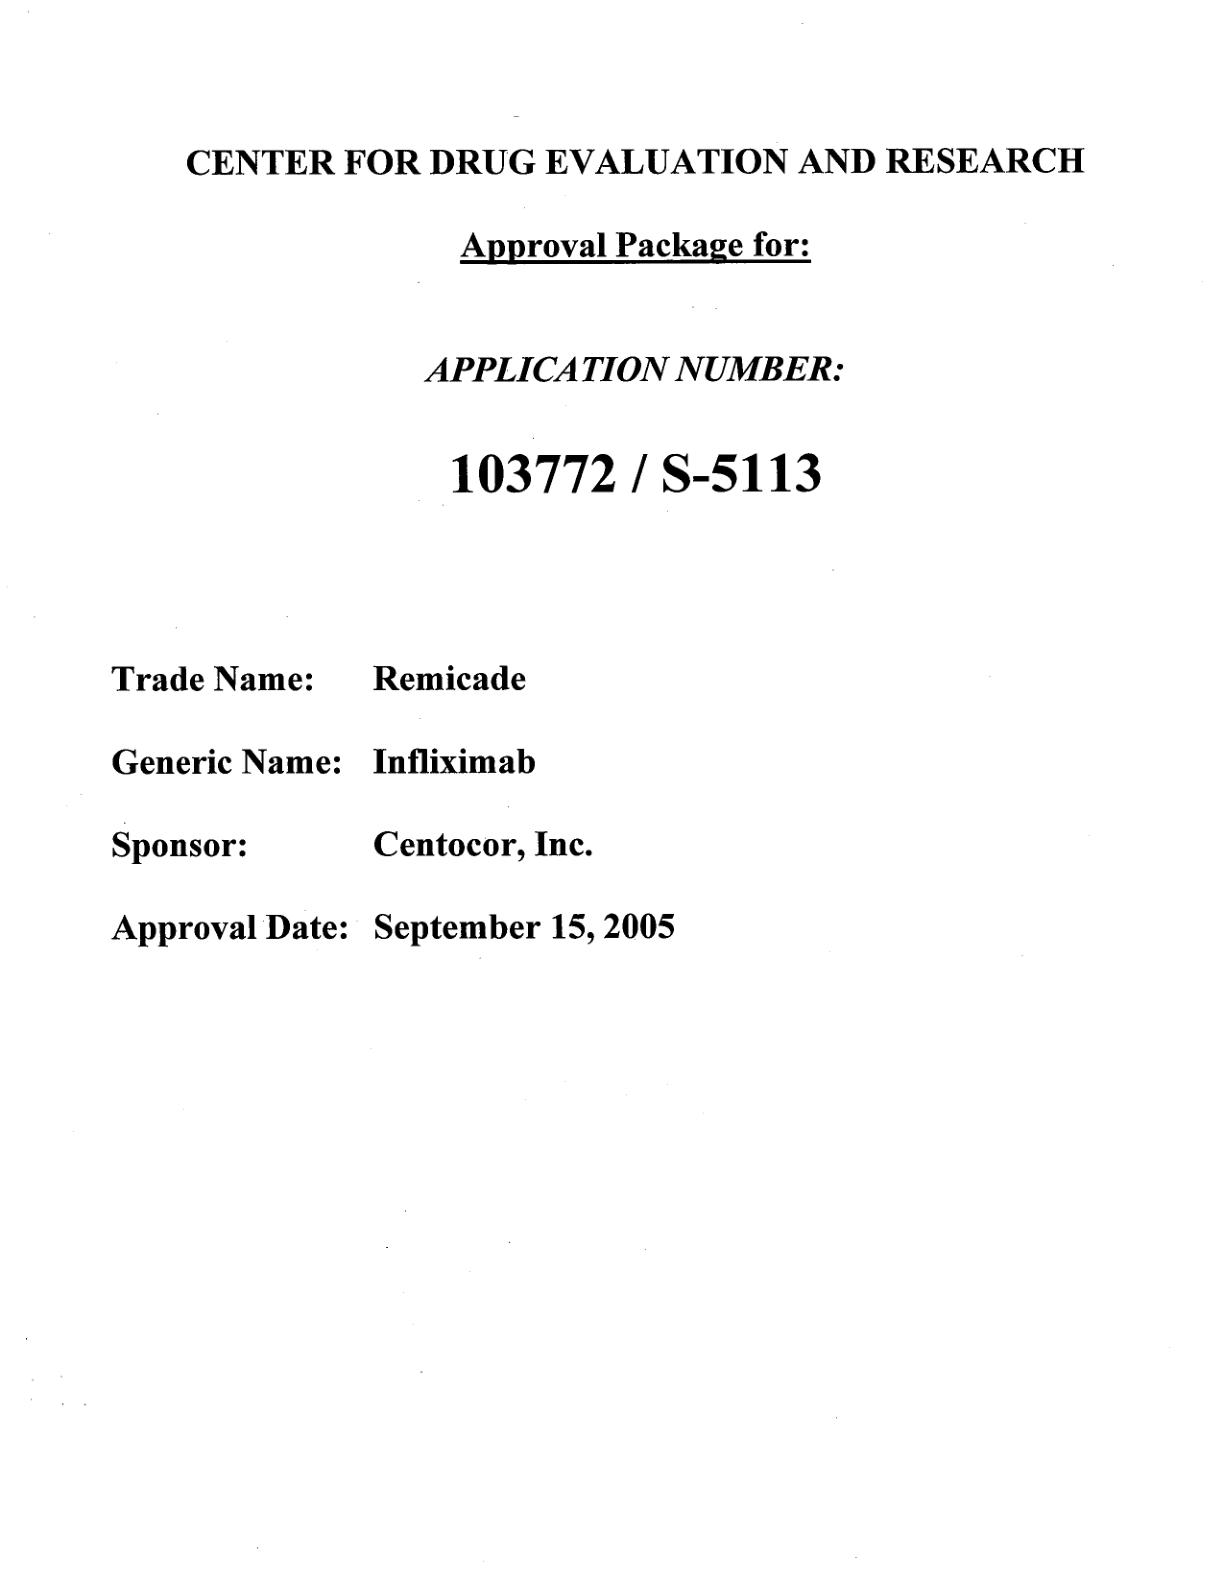 CENTER FOR DRUG EVALUATION AND RESEARCH
Approval Package for:
APPLICATION NUMBER:
103772 / S-5113
Trade Name: Remicade
Generic Name: Infliximab
Sponsor: Centocor, Inc.
Approval Date: September 15, 2005